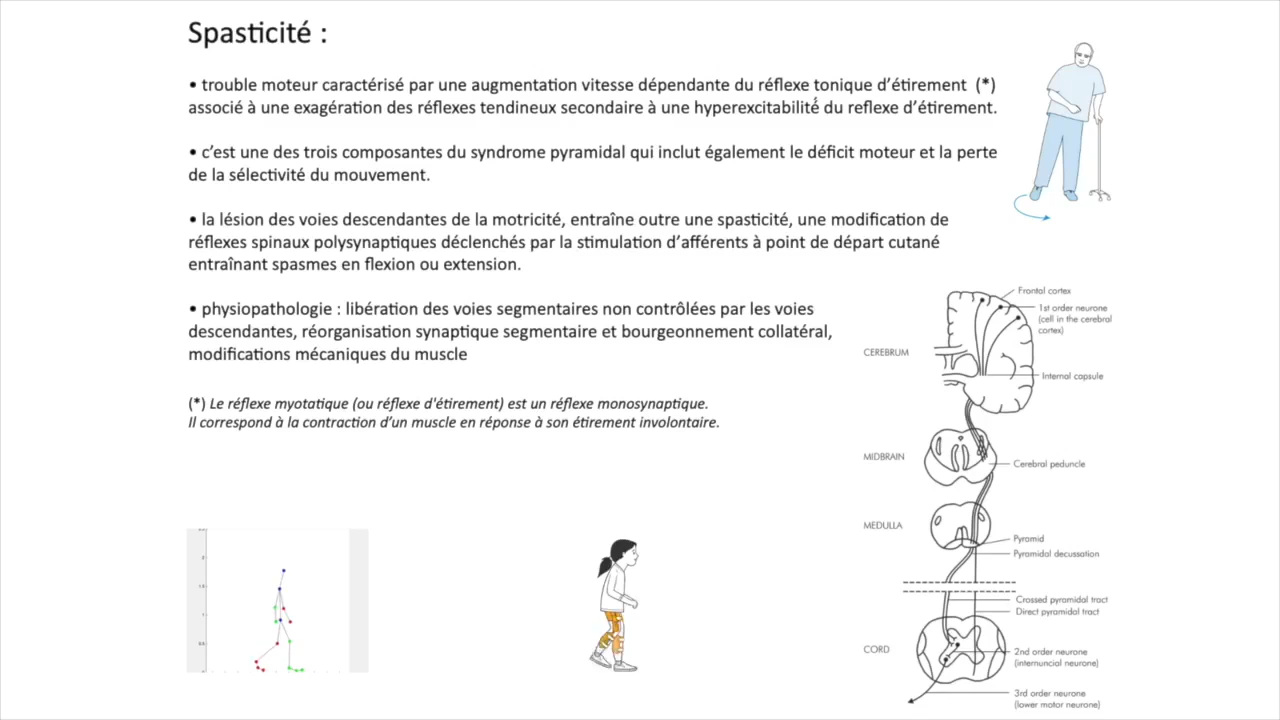 Spasticité :
• trouble moteur caractérisé par une augmentation vitesse dépendante du réflexe tonique d’étirement (*)
associé à une exagération des réflexes tendineux secondaire à une hyperexcitabilité́ du reflexe d’étirement.
• c’est une des trois composantes du syndrome pyramidal qui inclut également le déficit moteur et la perte
de la sélectivité du mouvement.
• la lésion des voies descendantes de la motricité, entraîne outre une spasticité, une modification de
réflexes spinaux polysynaptiques déclenchés par la stimulation d’afférents à point de départ cutané
entraînant spasmes en flexion ou extension.
• physiopathologie : libération des voies segmentaires non contrôlées par les voies
descendantes, réorganisation synaptique segmentaire et bourgeonnement collatéral,
modifications mécaniques du muscle
(*) Le réflexe myotatique (ou réflexe d'étirement) est un réflexe monosynaptique.
Il correspond à la contraction d’un muscle en réponse à son étirement involontaire.
Frontal cortex
1st order neurone
(cell in the cerebral
cortex)
CEREBRUM
Internal capsule
MIDBRAIN
Cerebral peduncle
MEDULLA
Pyramid
Pyramidal decussation
Crossed pyramidal tract
Direct pyramidal tract
CORD
2nd order neurone
(internuncial neurone)
3rd order neurone
(lower motor neurone)
2
1.5
1
0.5